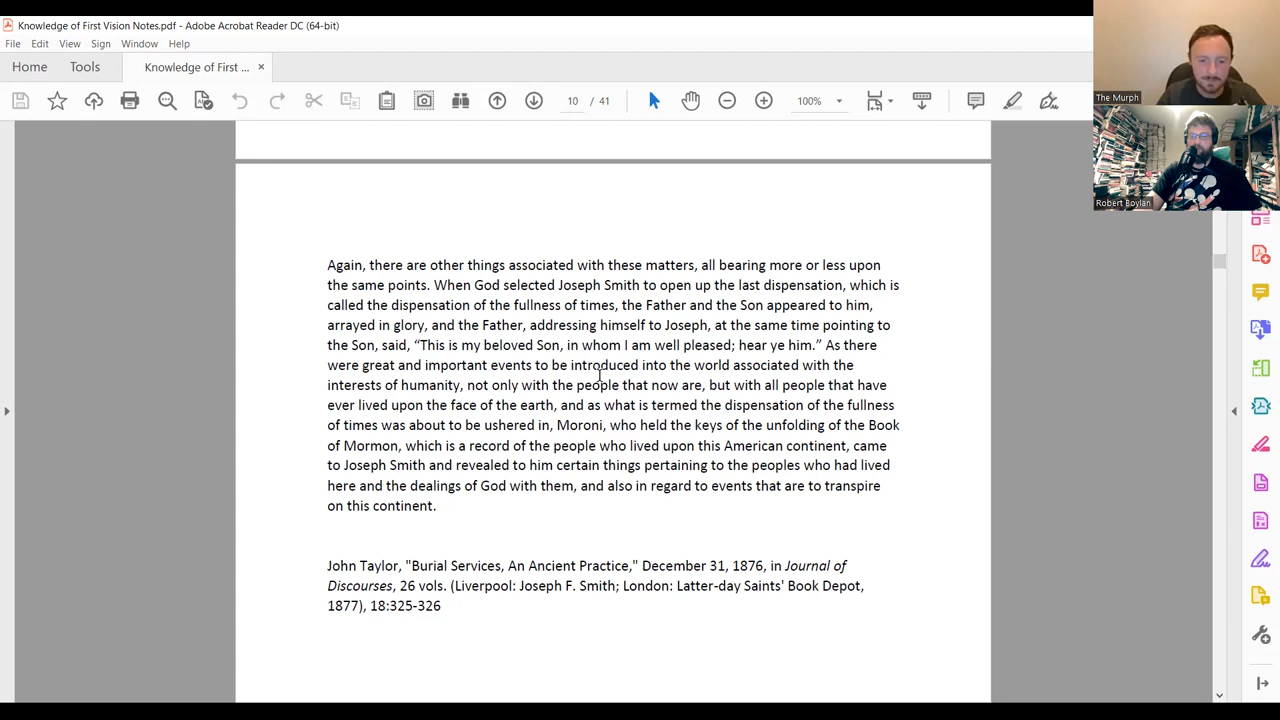 Knowledge of First Vision Notes.pdf - Adobe Acrobat Reader DC (64-bit)
File Edit View Sign Window Help
Home Tools Knowledge of First ... ×
10 / 41 100%
The Murph
Robert Boylan
Again, there are other things associated with these matters, all bearing more or less upon
the same points. When God selected Joseph Smith to open up the last dispensation, which is
called the dispensation of the fullness of times, the Father and the Son appeared to him,
arrayed in glory, and the Father, addressing himself to Joseph, at the same time pointing to
the Son, said, “This is my beloved Son, in whom I am well pleased; hear ye him.” As there
were great and important events to be introduced into the world associated with the
interests of humanity, not only with the people that now are, but with all people that have
ever lived upon the face of the earth, and as what is termed the dispensation of the fullness
of times was about to be ushered in, Moroni, who held the keys of the unfolding of the Book
of Mormon, which is a record of the people who lived upon this American continent, came
to Joseph Smith and revealed to him certain things pertaining to the peoples who had lived
here and the dealings of God with them, and also in regard to events that are to transpire
on this continent.
John Taylor, "Burial Services, An Ancient Practice," December 31, 1876, in Journal of
Discourses, 26 vols. (Liverpool: Joseph F. Smith; London: Latter-day Saints' Book Depot,
1877), 18:325-326